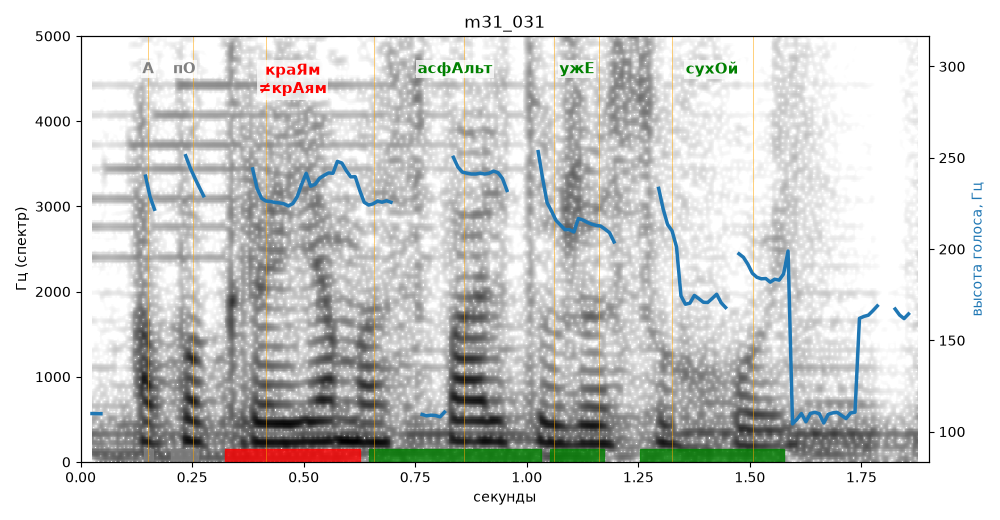 m31_031
5000
4000
3000
2000
1000
0
Гц (спектр)
А
пО
краЯм
≠крАям
асфАльт
ужЕ
сухОй
300
250
200
150
100
высота голоса, Гц
0.00 0.25 0.50 0.75 1.00 1.25 1.50 1.75
секунды